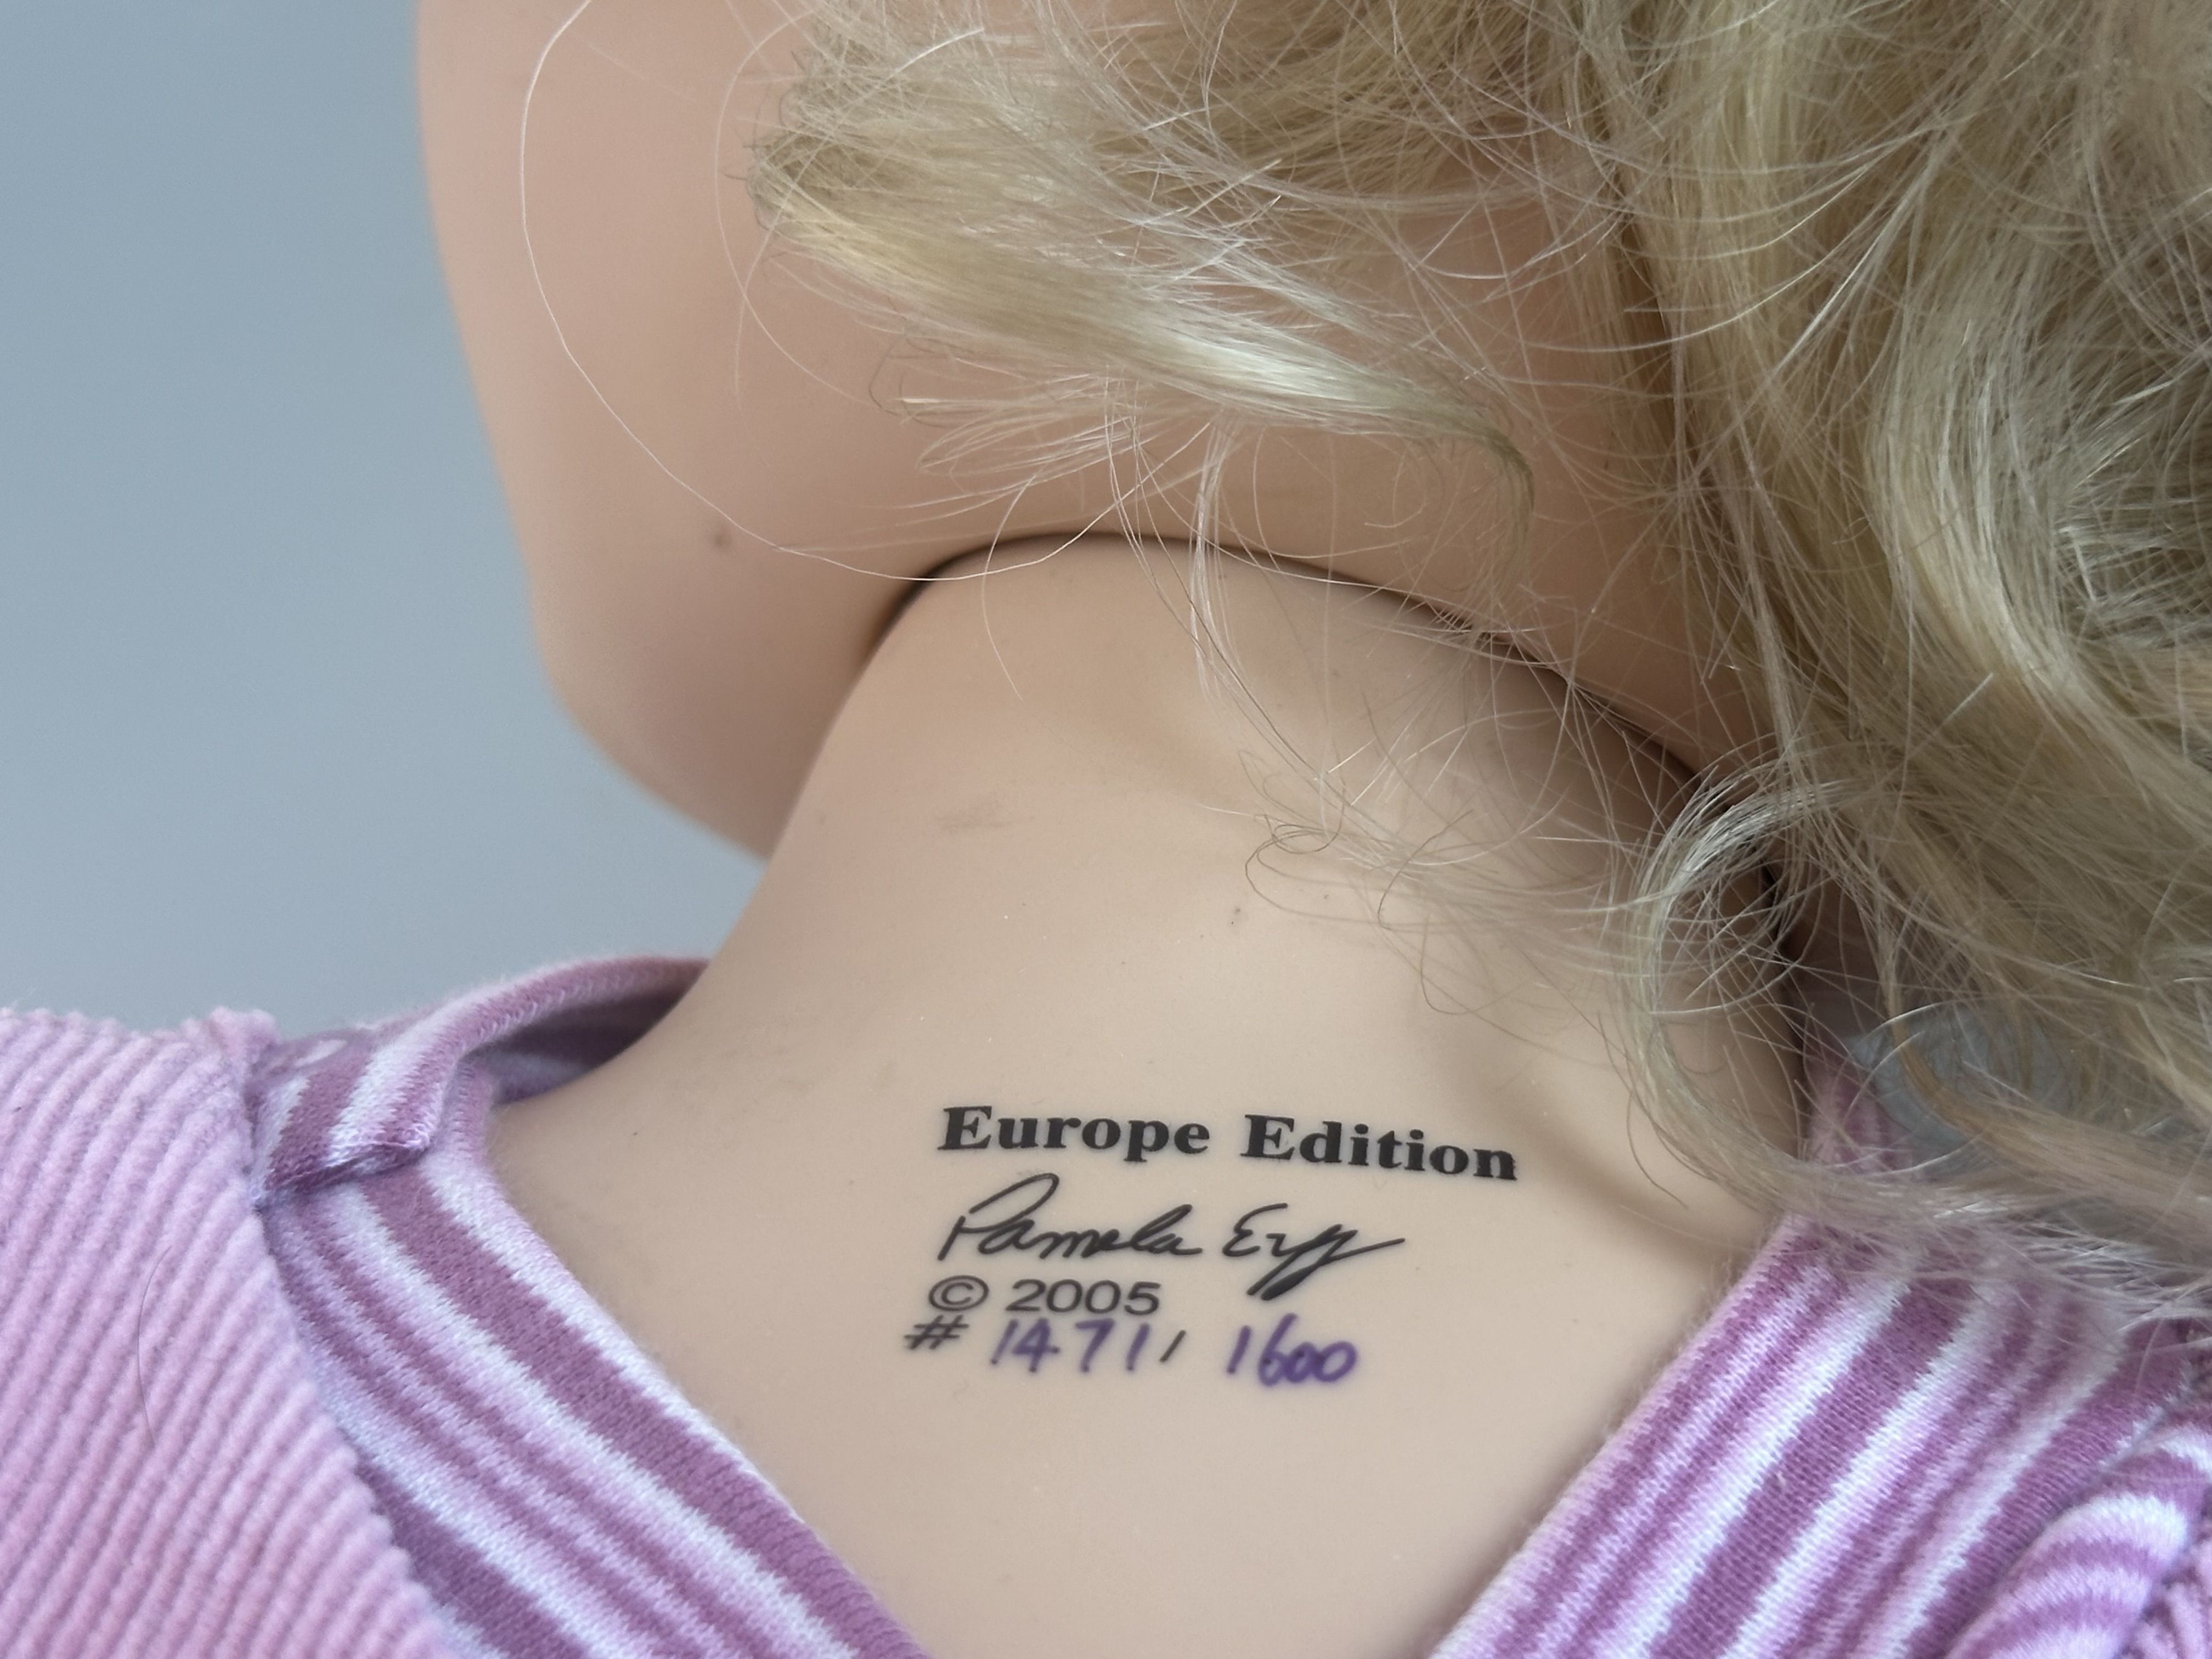 Europe Edition
Pamela Erff
© 2005
# 1471/ 1600